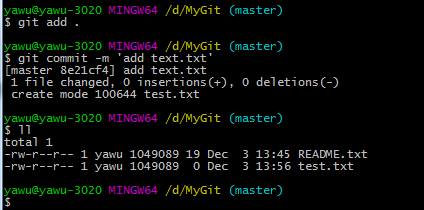 yawu@yawu-3020 MINGW64 /d/MyGit (master)
$ git add .
yawu@yawu-3020 MINGW64 /d/MyGit (master)
$ git commit -m 'add text.txt'
[master 8e21cf4] add text.txt
 1 file changed, 0 insertions(+), 0 deletions(-)
 create mode 100644 test.txt
yawu@yawu-3020 MINGW64 /d/MyGit (master)
$ ll
total 1
-rw-r--r-- 1 yawu 1049089 19 Dec  3 13:45 README.txt
-rw-r--r-- 1 yawu 1049089  0 Dec  3 13:56 test.txt
yawu@yawu-3020 MINGW64 /d/MyGit (master)
$